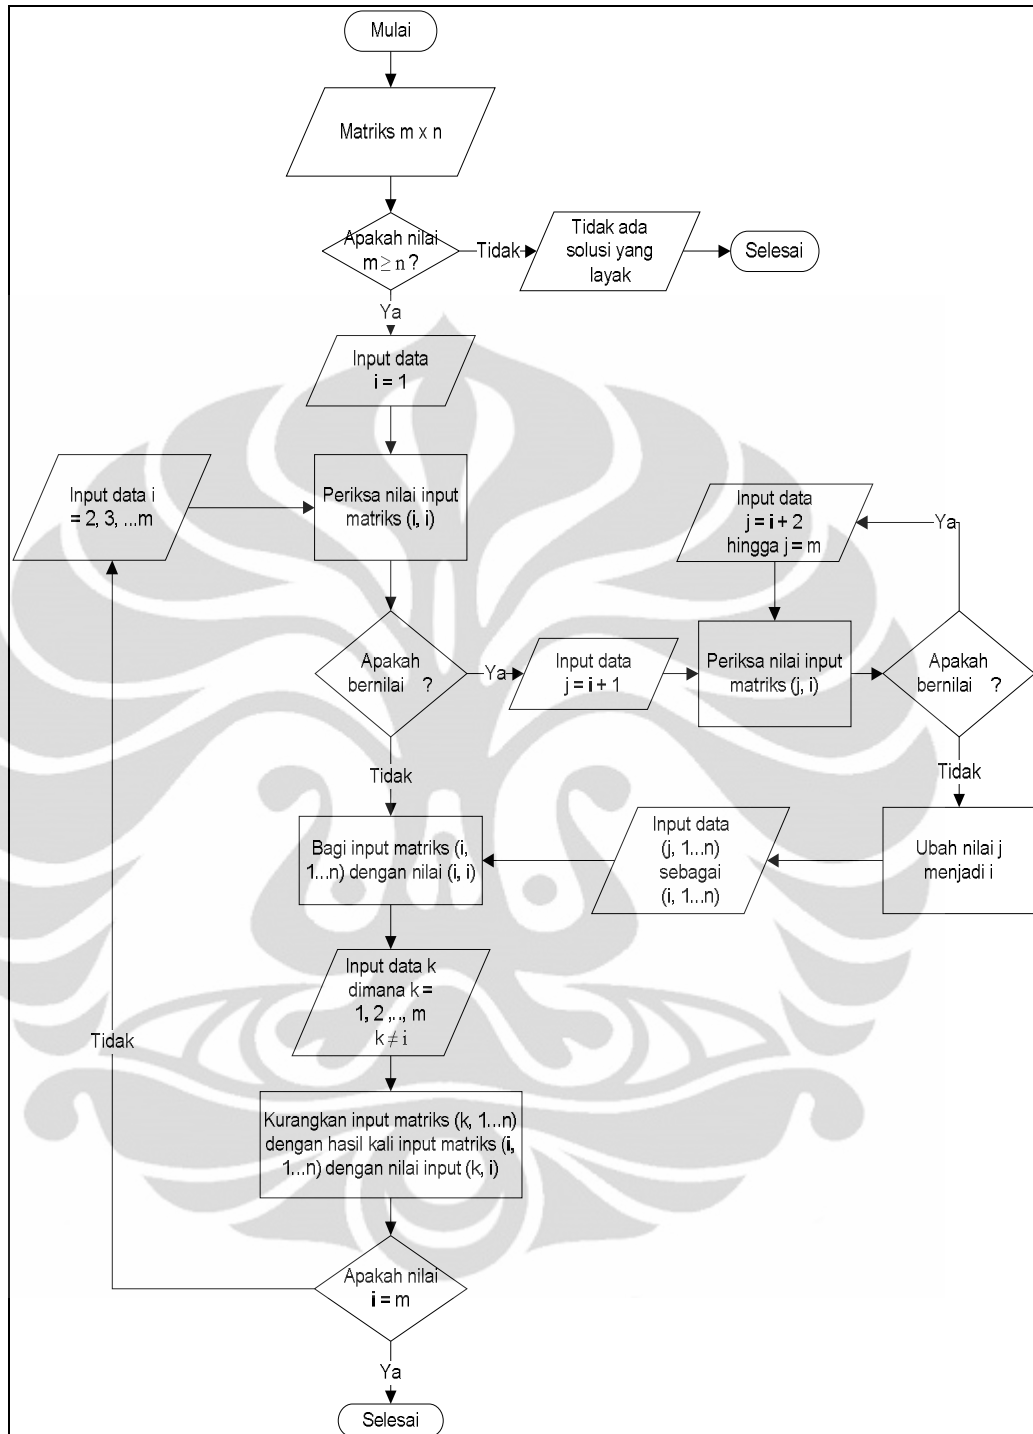 Mulai
Matriks m x n
Apakah nilai
m ≥ n ?
Tidak
Tidak ada
solusi yang
layak
Selesai
Ya
Input data
i = 1
Input data i
= 2, 3, ...m
Periksa nilai input
matriks (i, i)
Input data
j = i + 2
hingga j = m
Ya
Apakah
bernilai ?
Ya
Input data
j = i + 1
Periksa nilai input
matriks (j, i)
Apakah
bernilai ?
Tidak
Tidak
Bagi input matriks (i,
1...n) dengan nilai (i, i)
Input data
(j, 1...n)
sebagai
(i, 1...n)
Ubah nilai j
menjadi i
Input data k
dimana k =
1, 2 ,.., m
k ≠ i
Tidak
Kurangkan input matriks (k, 1...n)
dengan hasil kali input matriks (i,
1...n) dengan nilai input (k, i)
Apakah nilai
i = m
Ya
Selesai